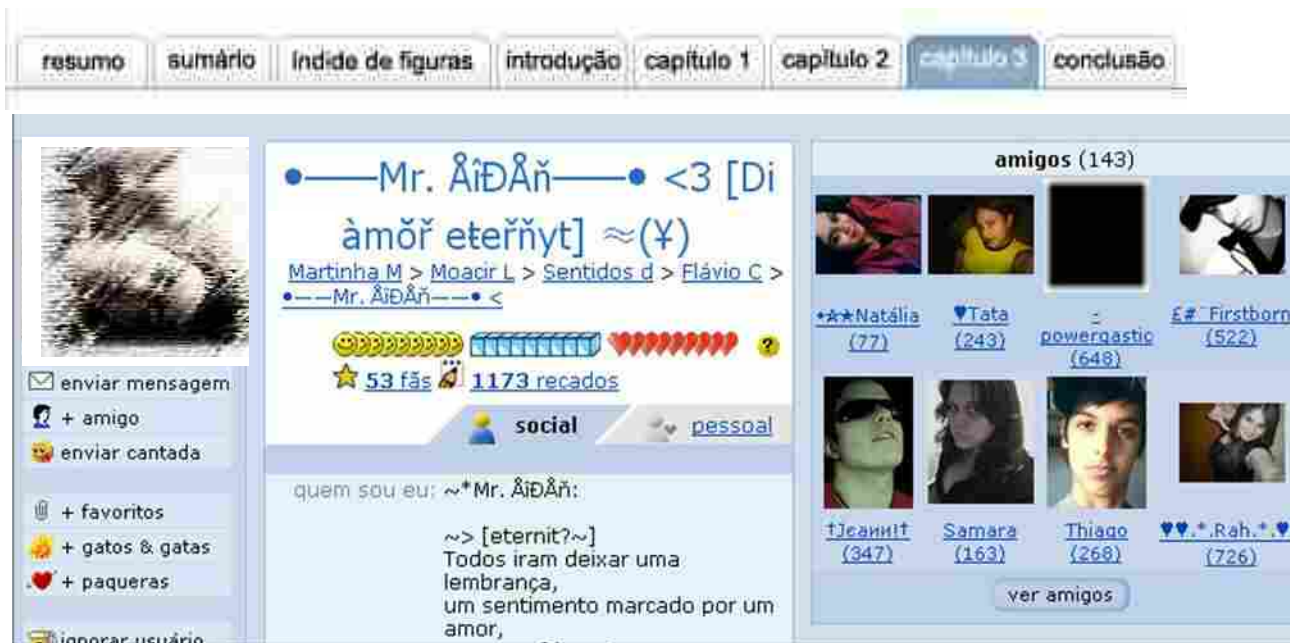 resumo sumário índide de figuras introdução capítulo 1 capítulo 2 capítulo 3 conclusão
●——Mr. ÅîÐÅň——● <3 [Di
àmŏř eteřñyt] ≈(¥)
Martinha M > Moacir L > Sentidos d > Flávio C >
●——Mr. ÅîÐÅň——● <
53 fãs 1173 recados
social pessoal
enviar mensagem
+ amigo
enviar cantada
+ favoritos
+ gatos & gatas
+ paqueras
ignorar usuário
quem sou eu: ~*Mr. ÅîÐÅň:
~> [eternit?~]
Todos iram deixar uma
lembrança,
um sentimento marcado por um
amor,
amigos (143)
•★★Natália ♥Tata - £#¨Firstborn
(77) (243) powergastic (522)
(648)
†Jeaииl† Samara Thiago ♥♥.*.Rah.*.♥
(347) (163) (268) (726)
ver amigos